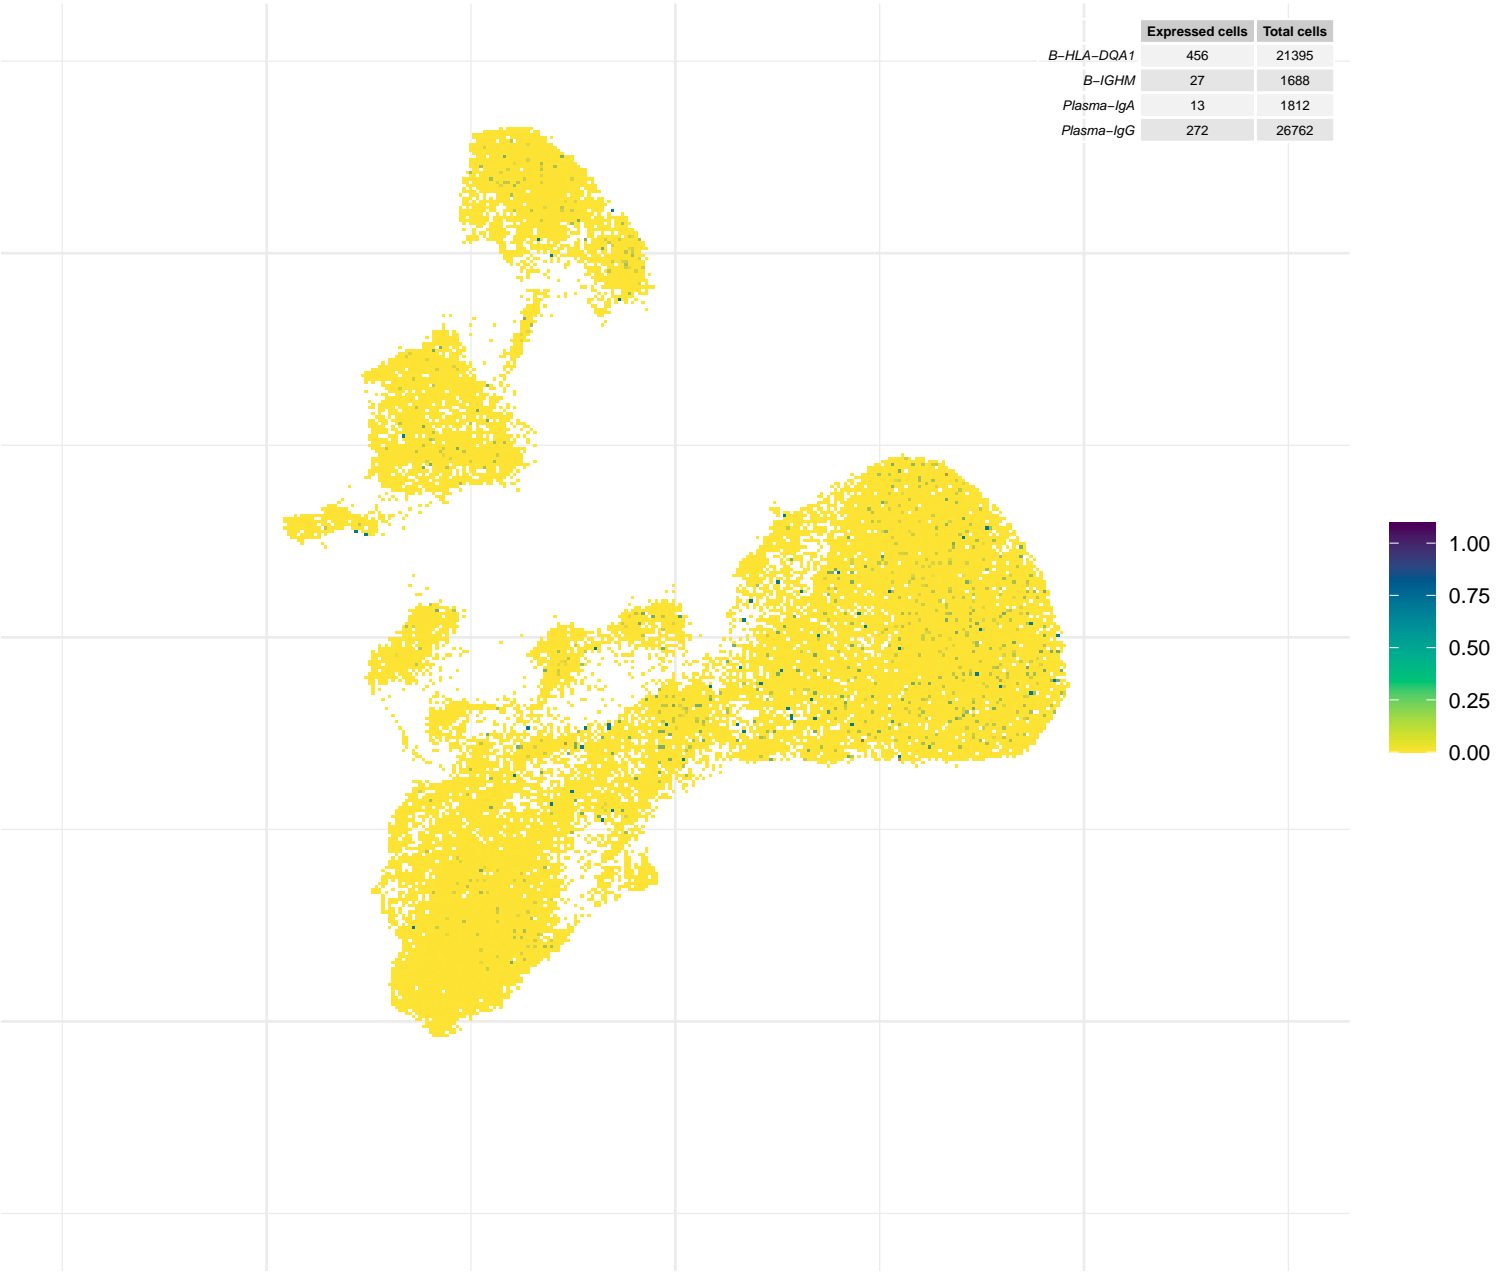 Expressed cells Total cells
B−HLA−DQA1 456 21395
B−IGHM 27 1688
Plasma−IgA 13 1812
Plasma−IgG 272 26762
1.00
0.75
0.50
0.25
0.00